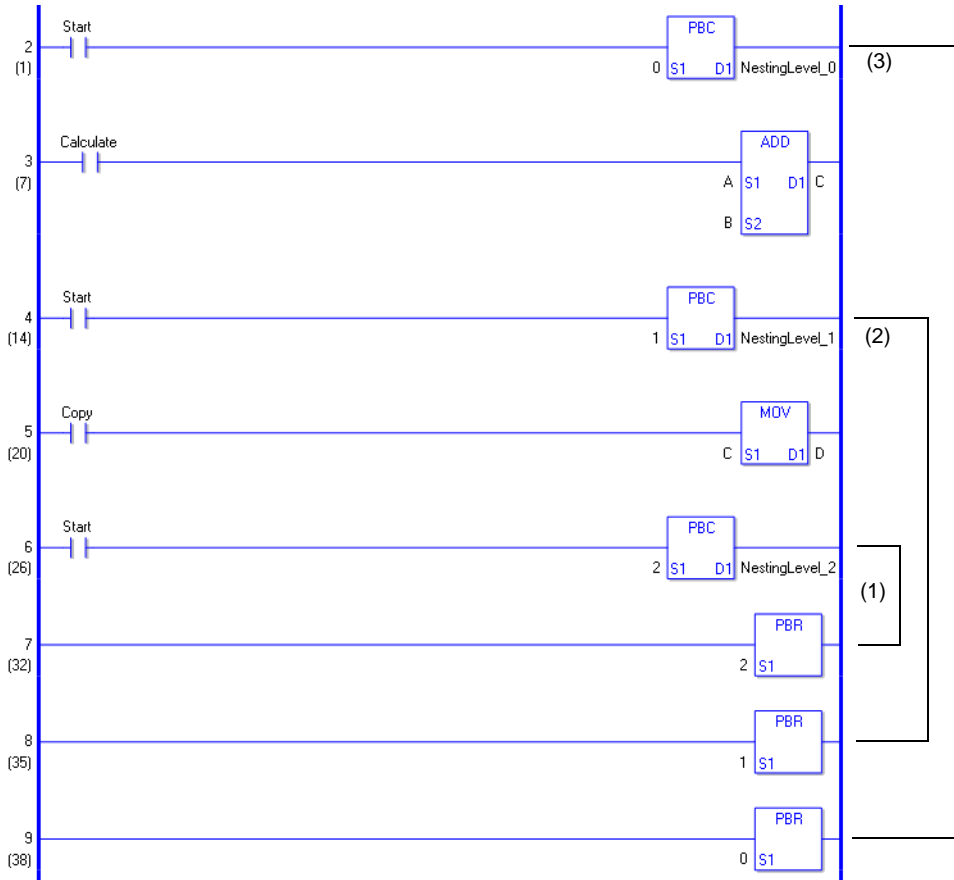 Start
PBC
2
(1)
0 S1 D1 NestingLevel_0
(3)
Calculate
ADD
3
(7)
A S1 D1 C
B S2
Start
PBC
4
(14)
1 S1 D1 NestingLevel_1
(2)
Copy
MOV
5
(20)
C S1 D1 D
Start
PBC
6
(26)
2 S1 D1 NestingLevel_2
(1)
PBR
7
(32)
2 S1
PBR
8
(35)
1 S1
PBR
9
(38)
0 S1